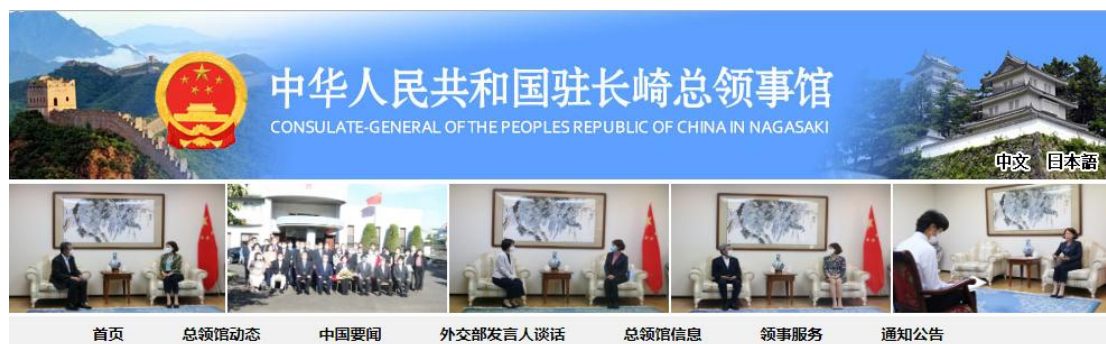 中华人民共和国驻长崎总领事馆
CONSULATE-GENERAL OF THE PEOPLES REPUBLIC OF CHINA IN NAGASAKI
中文 日本語
首页 总领馆动态 中国要闻 外交部发言人谈话 总领馆信息 领事服务 通知公告